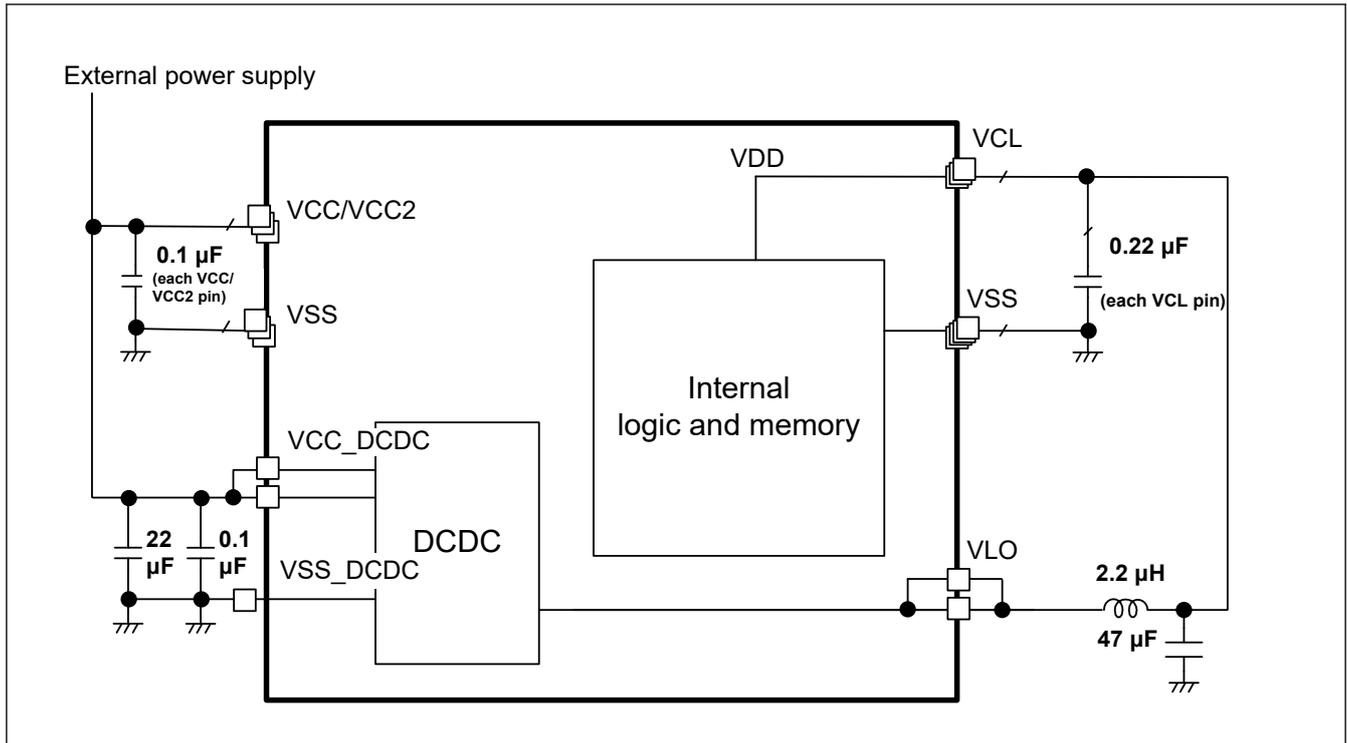 External power supply
VCL
VDD
VCC/VCC2
0.1 µF
(each VCC/
VCC2 pin)
0.22 µF
(each VCL pin)
VSS
VSS
Internal
logic and memory
VCC_DCDC
DCDC
22
µF
0.1
µF
VSS_DCDC
VLO
2.2 µH
47 µF